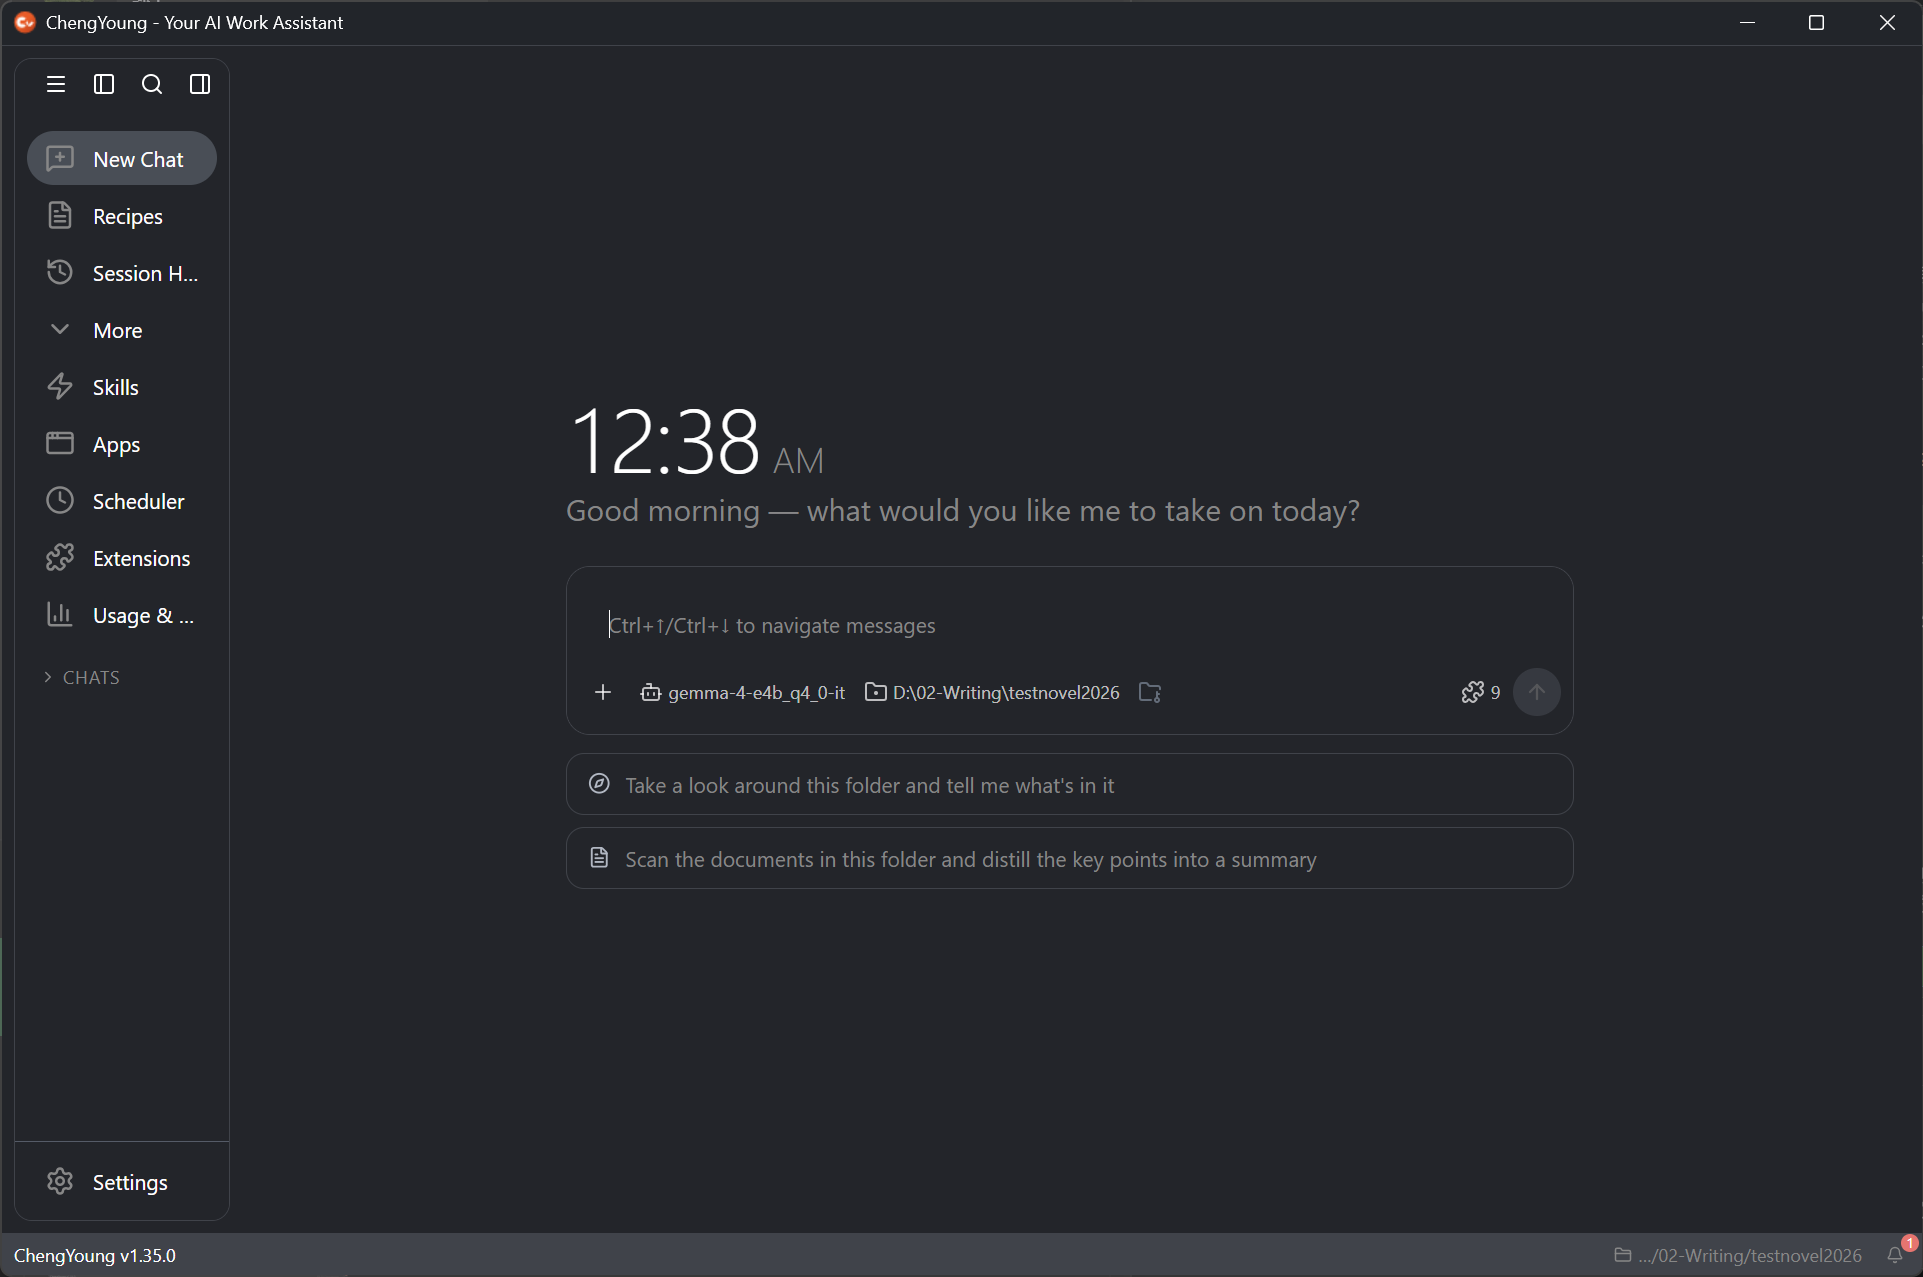 ChengYoung - Your AI Work Assistant
New Chat
Recipes
Session H...
More
Skills
Apps
Scheduler
Extensions
Usage & ...
CHATS
Settings
12:38 AM
Good morning — what would you like me to take on today?
Ctrl+↑/Ctrl+↓ to navigate messages
gemma-4-e4b_q4_0-it D:\02-Writing\testnovel2026 9
Take a look around this folder and tell me what's in it
Scan the documents in this folder and distill the key points into a summary
ChengYoung v1.35.0
.../02-Writing/testnovel2026 1